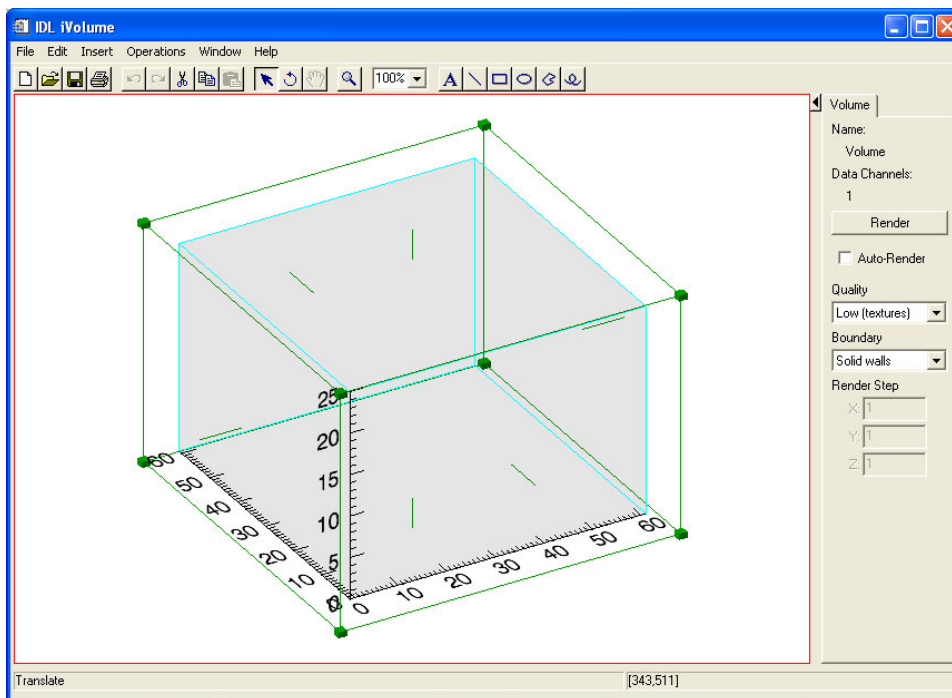 IDL iVolume
File Edit Insert Operations Window Help
100%
A
Volume
Name:
Volume
Data Channels:
1
Render
Auto-Render
Quality
Low (textures)
Boundary
Solid walls
Render Step
X: 1
Y: 1
Z: 1
25
20
15
10
5
0
60
50
40
30
20
10
0
0
10
20
30
40
50
60
Translate [343,511]